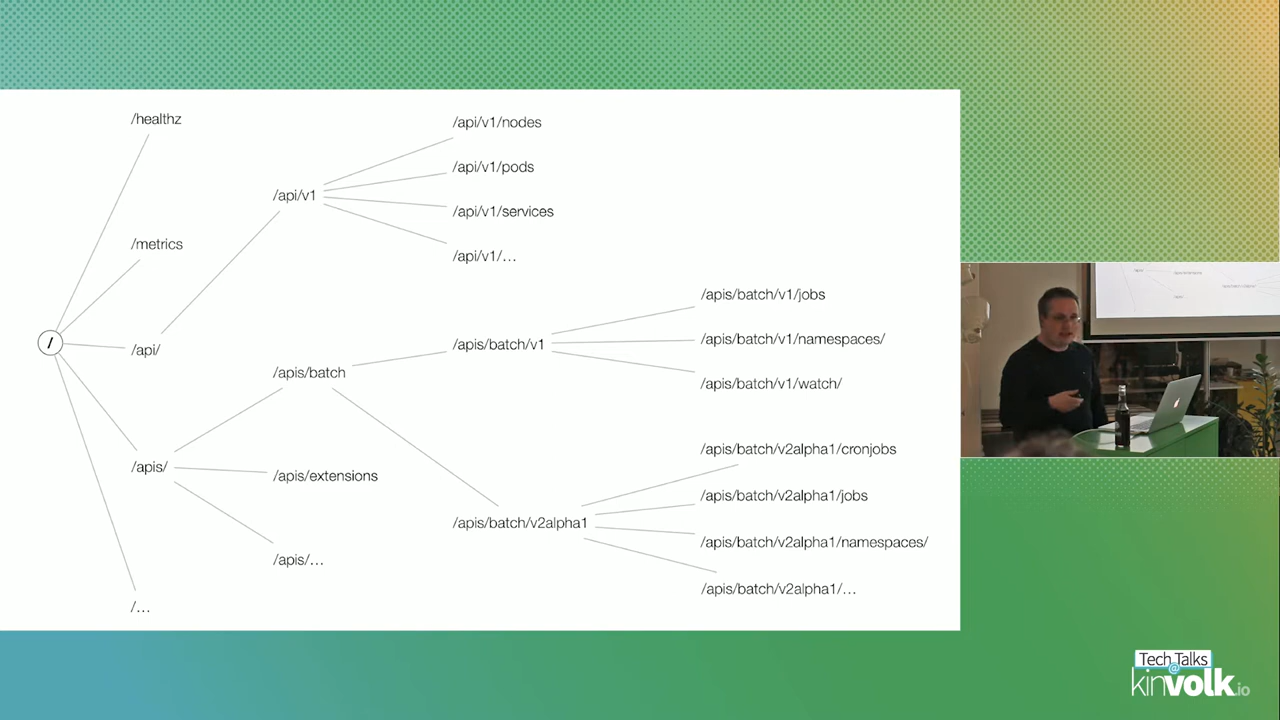 /healthz
/metrics
/
/api/
/apis/
/…
/api/v1
/apis/batch
/apis/extensions
/apis/…
/api/v1/nodes
/api/v1/pods
/api/v1/services
/api/v1/…
/apis/batch/v1
/apis/batch/v2alpha1
/apis/batch/v1/jobs
/apis/batch/v1/namespaces/
/apis/batch/v1/watch/
/apis/batch/v2alpha1/cronjobs
/apis/batch/v2alpha1/jobs
/apis/batch/v2alpha1/namespaces/
/apis/batch/v2alpha1/…
Tech Talks
@
kinvolk.io